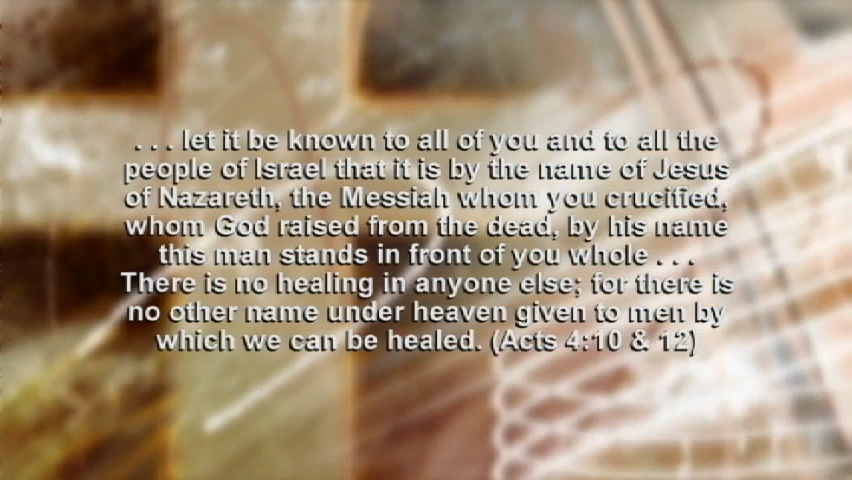 . . . let it be known to all of you and to all the
people of Israel that it is by the name of Jesus
of Nazareth, the Messiah whom you crucified,
whom God raised from the dead, by his name
this man stands in front of you whole . . .
There is no healing in anyone else; for there is
no other name under heaven given to men by
which we can be healed. (Acts 4:10 & 12)